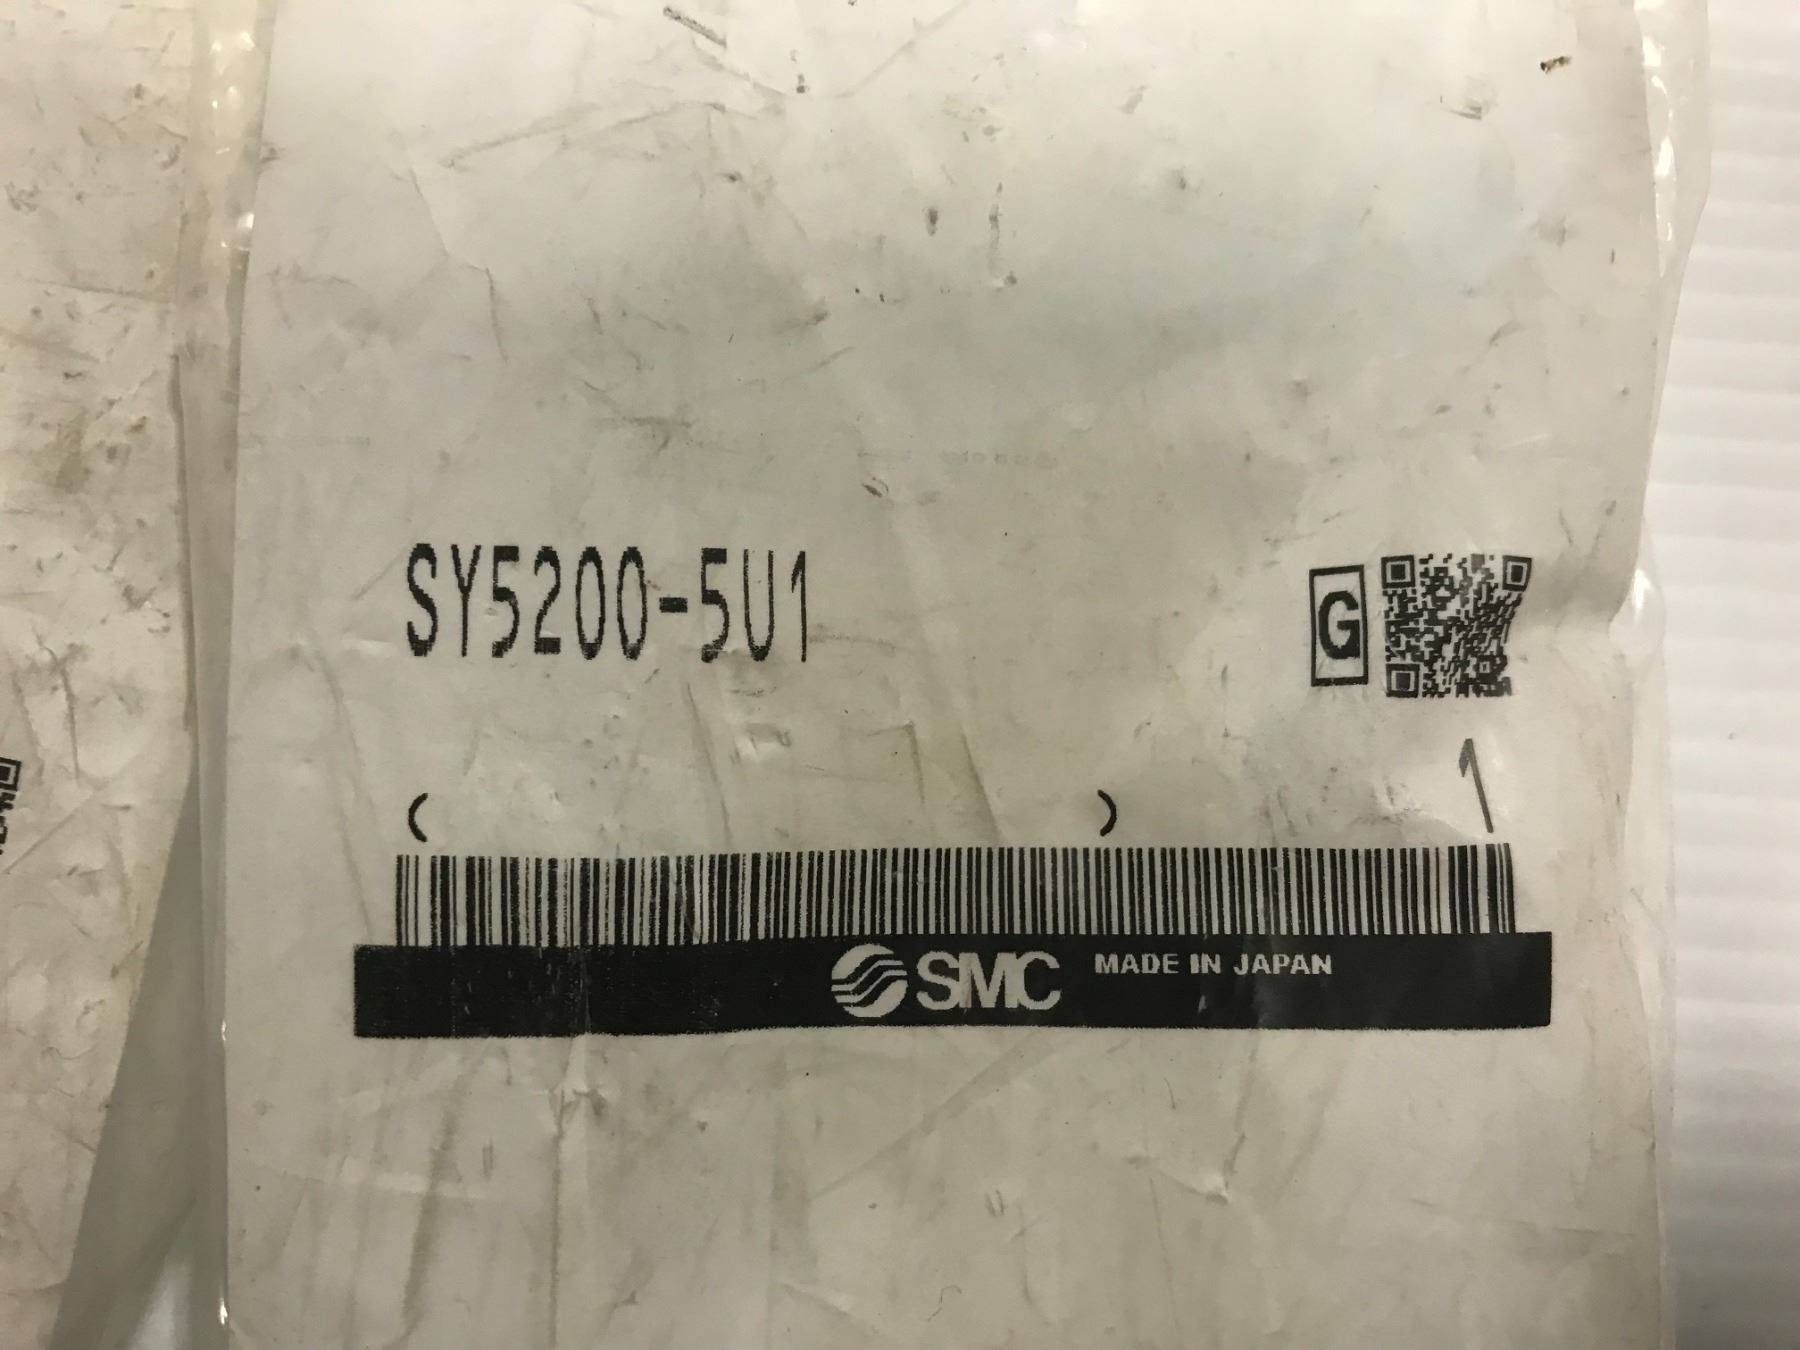 SY5200-5U1
G
( ) 1
SMC MADE IN JAPAN